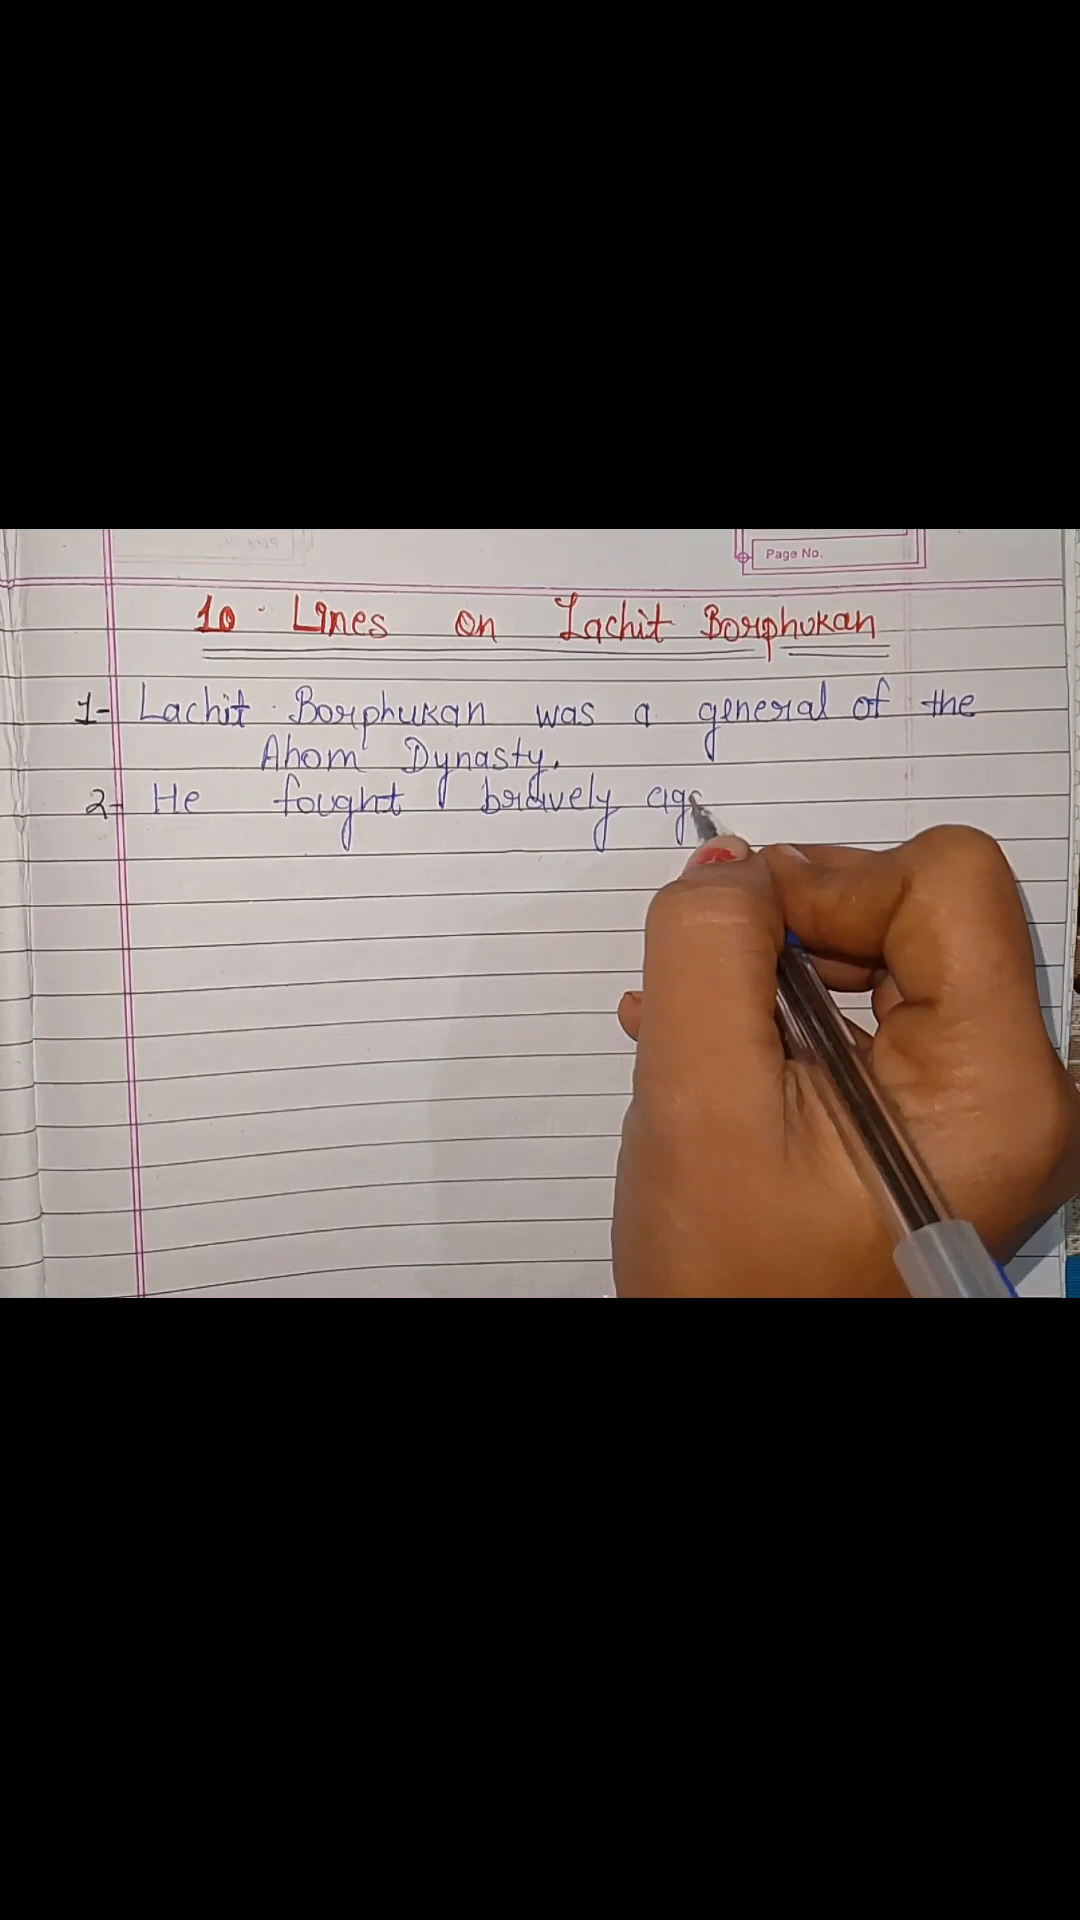 Page No.
10 Lines on Lachit Borphukan
1- Lachit Borphukan was a general of the
Ahom Dynasty.
2- He fought bravely aga